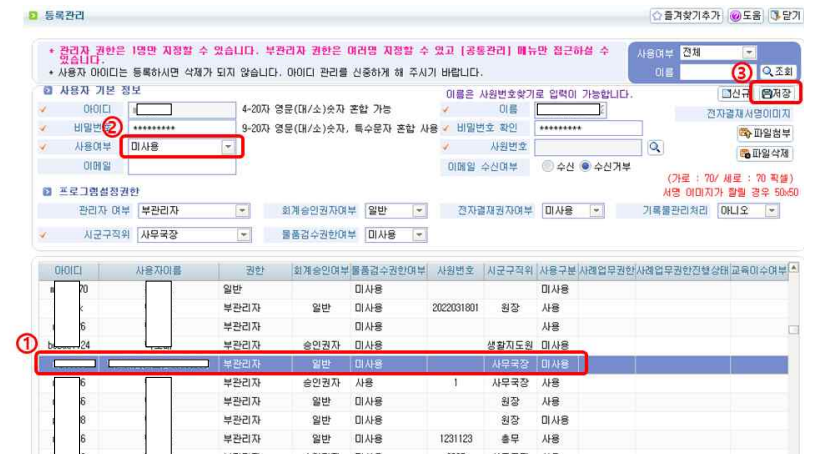 등록관리
즐겨찾기추가 도움 닫기
* 관리자 권한은 1명만 지정할 수 있습니다. 부관리자 권한은 여러명 지정할 수 있고 [공통관리] 메뉴만 접근하실 수 있습니다.
* 사용자 아이디는 등록하시면 삭제가 되지 않습니다. 아이디 관리를 신중하게 해 주시기 바랍니다.
사용여부 전체
이름 ③ 조회
사용자 기본 정보
이름은 사원번호찾기로 입력이 가능합니다.
신규 저장
아이디 4~20자 영문(대/소)숫자 혼합 가능 이름 전자결재서명이미지
비밀번호 ② ********* 9~20자 영문(대/소)숫자, 특수문자 혼합 사용 비밀번호 확인 ********* 파일첨부
사용여부 미사용 사원번호 파일삭제
이메일 이메일 수신여부 수신 수신거부
(가로 : 70/ 세로 : 70 픽셀)
서명 이미지가 짤릴 경우 50x50
프로그램설정권한
관리자 여부 부관리자 회계승인권자여부 일반 전자결재권자여부 미사용 기록물관리처리 아니오
시군구직위 사무국장 물품검수권한여부 미사용
아이디 사용자이름 권한 회계승인여부 물품검수권한여부 사원번호 시군구직위 사용구분 사례업무권한 사례업무권한진행상태 교육이수여부
70 일반 미사용 미사용
부관리자 일반 미사용 2022031801 원장 사용
6 부관리자 미사용 사용
① 24 부관리자 승인권자 미사용 생활지도원 미사용
부관리자 일반 미사용 사무국장 미사용
6 부관리자 승인권자 사용 1 사무국장 사용
6 부관리자 일반 미사용 원장 사용
8 부관리자 일반 미사용 원장 미사용
6 부관리자 일반 미사용 1231123 총무 사용